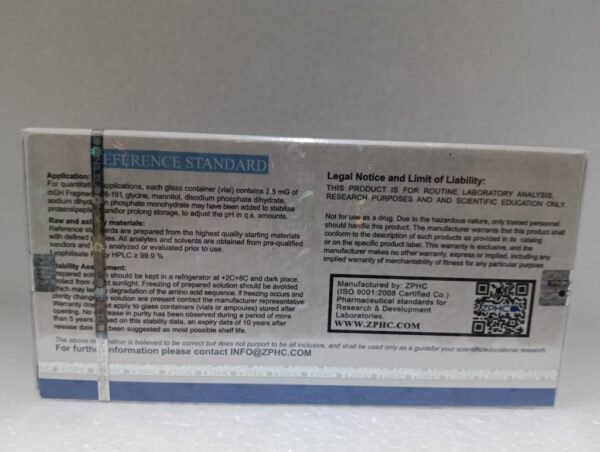 REFERENCE STANDARD
Application:
For quantitative applications, each glass container (vial) contains 2.5 mG of
mGH Fragment -191, glycine, mannitol, disodium phosphate dihydrate,
sodium dihydrogen phosphate monohydrate may have been added to stabilise
proteins/peptides and/or prolong storage, to adjust the pH in q.s. amounts.
Raw and materials:
Reference standards are prepared from the highest quality starting materials
with defined All analytes and solvents are obtained from pre-qualified
vendors and analyzed or evaluated prior to use.
Lyophilisate HPLC ≥ 99.9 %
Stability Assessment:
Prepared solution should be kept in a refrigerator at +2C+8C and dark place,
protect from direct sunlight. Freezing of prepared solution should be avoided
which may lead to degradation of the amino acid sequence, if freezing occurs and
clarity changes in solution are present contact the manufacturer representative
Warranty does not apply to glass containers (vials or ampoules) stored after
opening. No decrease in purity has been observed during a period of more
than 5 years. Based on this stability data, an expiry date of 10 years after
release date has been suggested as most possible shelf life.
Legal Notice and Limit of Liability:
THIS PRODUCT IS FOR ROUTINE LABORATORY ANALYSIS,
RESEARCH PURPOSES AND AND SCIENTIFIC EDUCATION ONLY.
Not for use as a drug. Due to the hazardous nature, only trained personnel
should handle this product. The manufacturer warrants that this product shall
conform to the description of such products as provided in its catalog
or on the specific product label. This warranty is exclusive, and the
manufacturer makes no other warranty, express or implied, including any
implied warranty of merchantability of fitness for any particular purpose.
Manufactured by: ZPHC
(ISO 9001:2008 Certified Co.)
Pharmaceutical standards for
Research & Development
Laboratories.
WWW.ZPHC.COM
ZPHC
The above information is believed to be correct but does not purport to be all inclusive, and shall be used only as a guide for your scientific/educational research.
For further information please contact INFO@ZPHC.COM